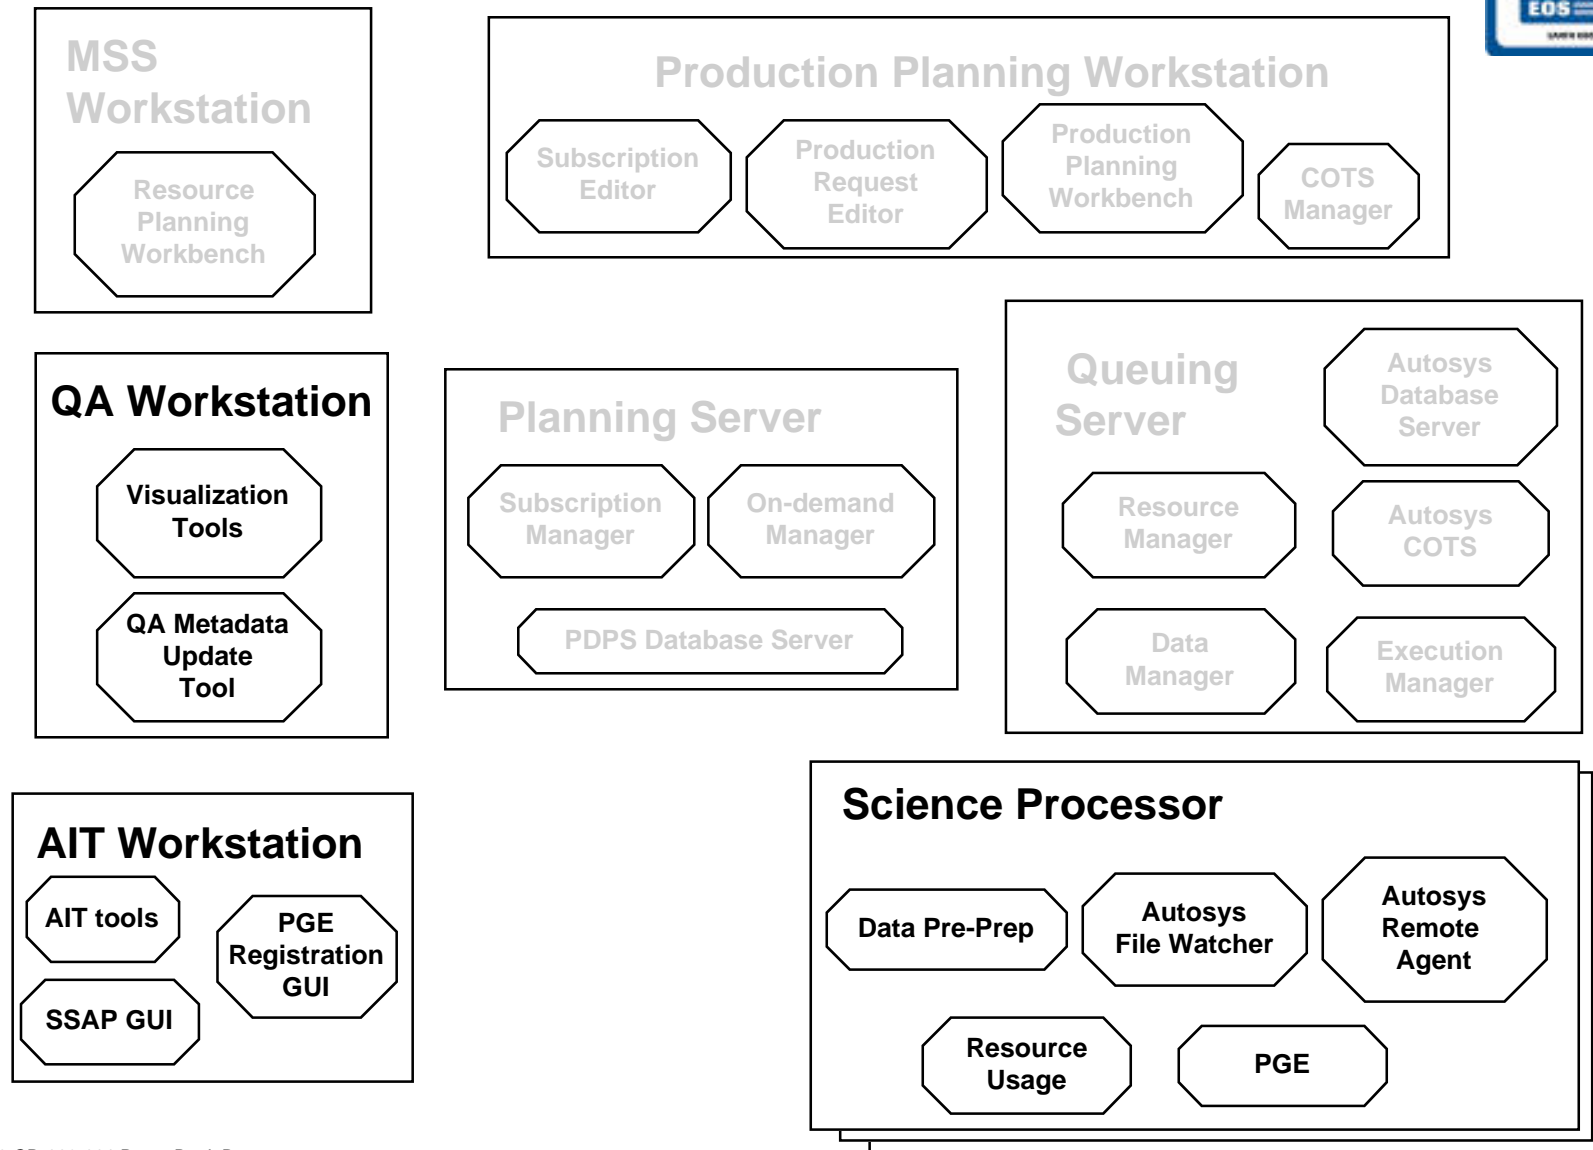 EOS
MSS
Workstation
Resource
Planning
Workbench
Production Planning Workstation
Subscription
Editor
Production
Request
Editor
Production
Planning
Workbench
COTS
Manager
QA Workstation
Visualization
Tools
QA Metadata
Update
Tool
Planning Server
Subscription
Manager
On-demand
Manager
PDPS Database Server
Queuing
Server
Autosys
Database
Server
Resource
Manager
Autosys
COTS
Data
Manager
Execution
Manager
AIT Workstation
AIT tools
PGE
Registration
GUI
SSAP GUI
Science Processor
Data Pre-Prep
Autosys
File Watcher
Autosys
Remote
Agent
Resource
Usage
PGE